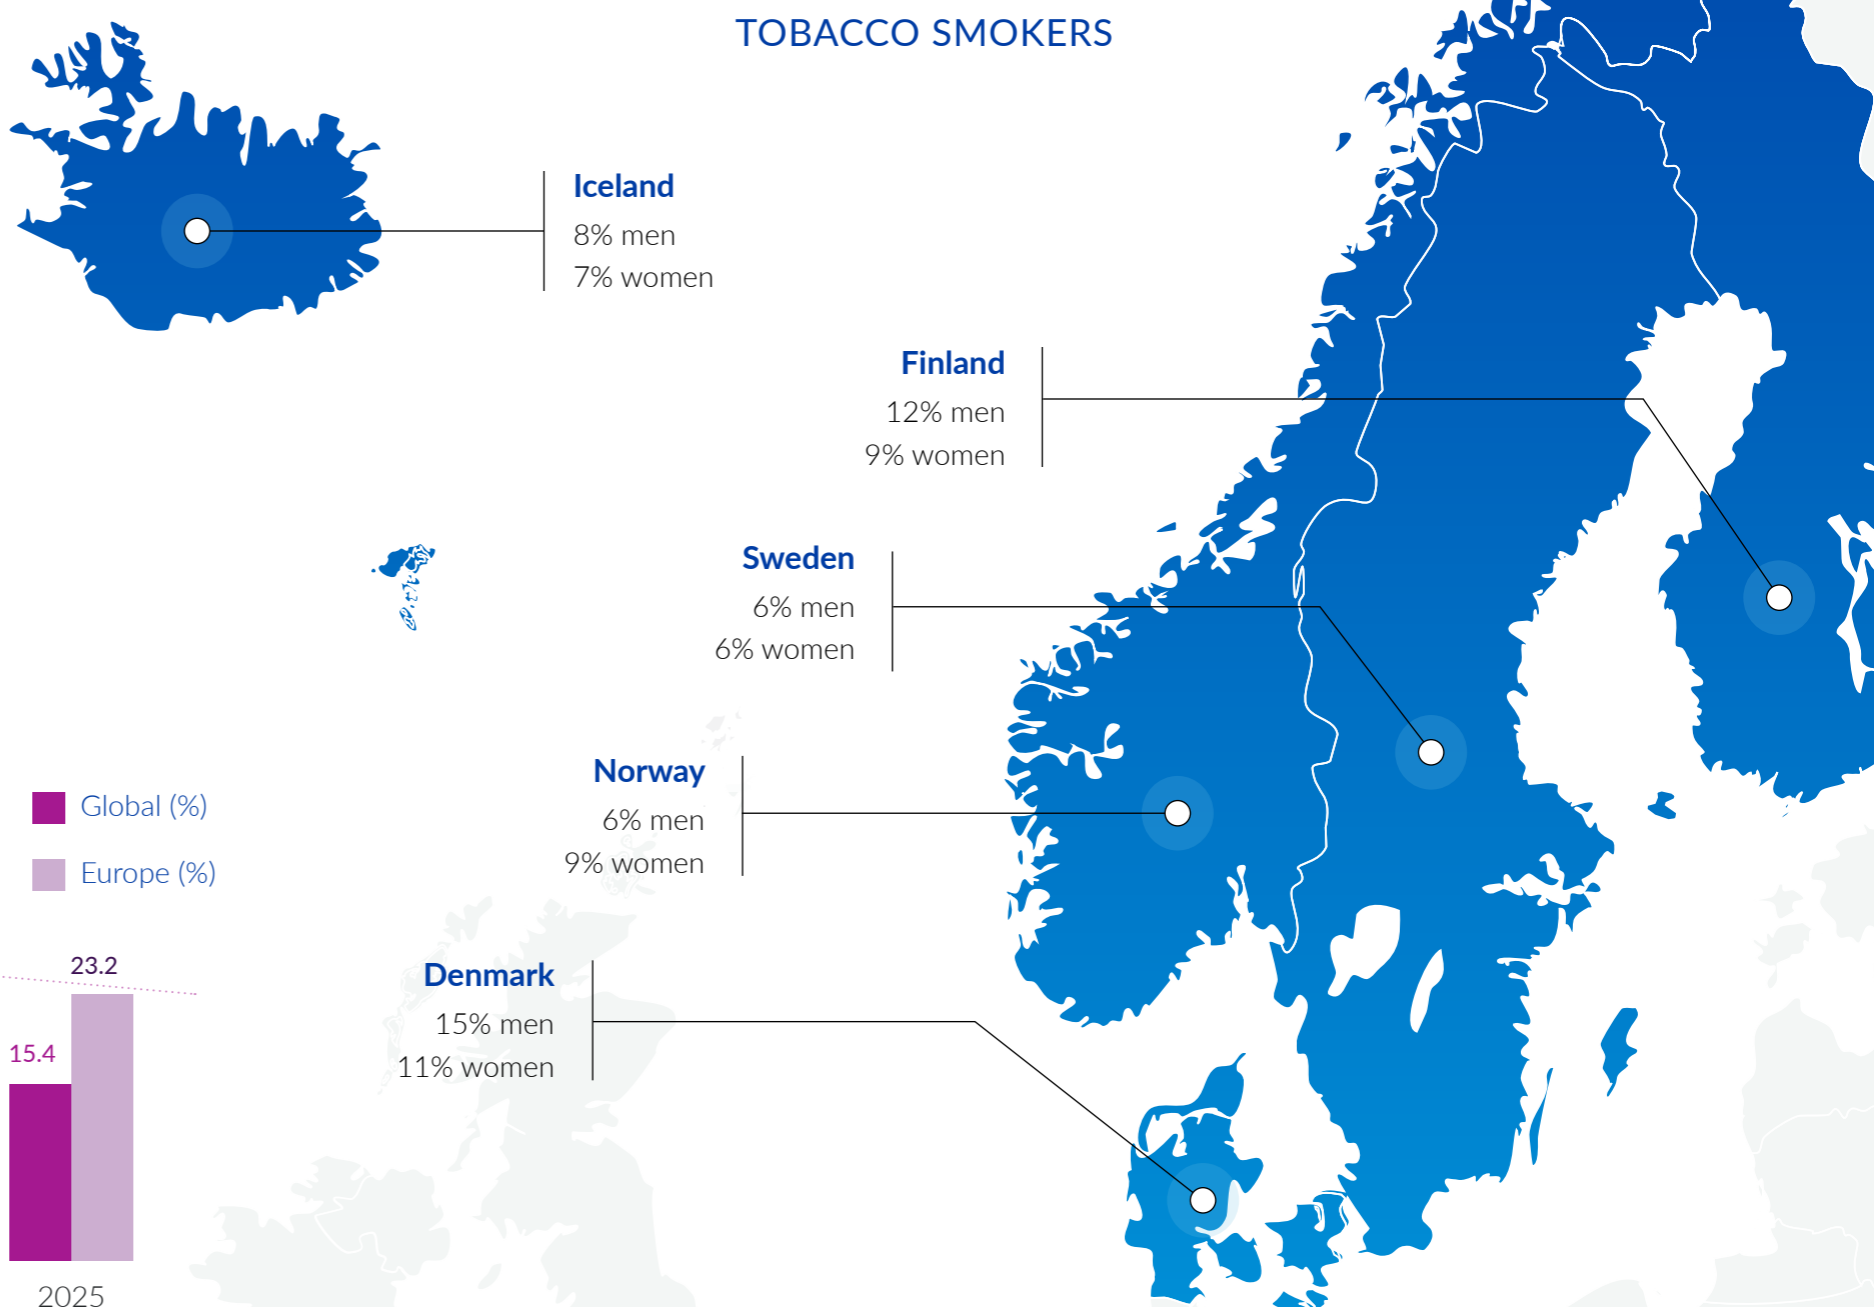 TOBACCO SMOKERS
Iceland
8% men
7% women
Finland
12% men
9% women
Sweden
6% men
6% women
Norway
6% men
9% women
Denmark
15% men
11% women
Global (%)
Europe (%)
23.2
15.4
2025